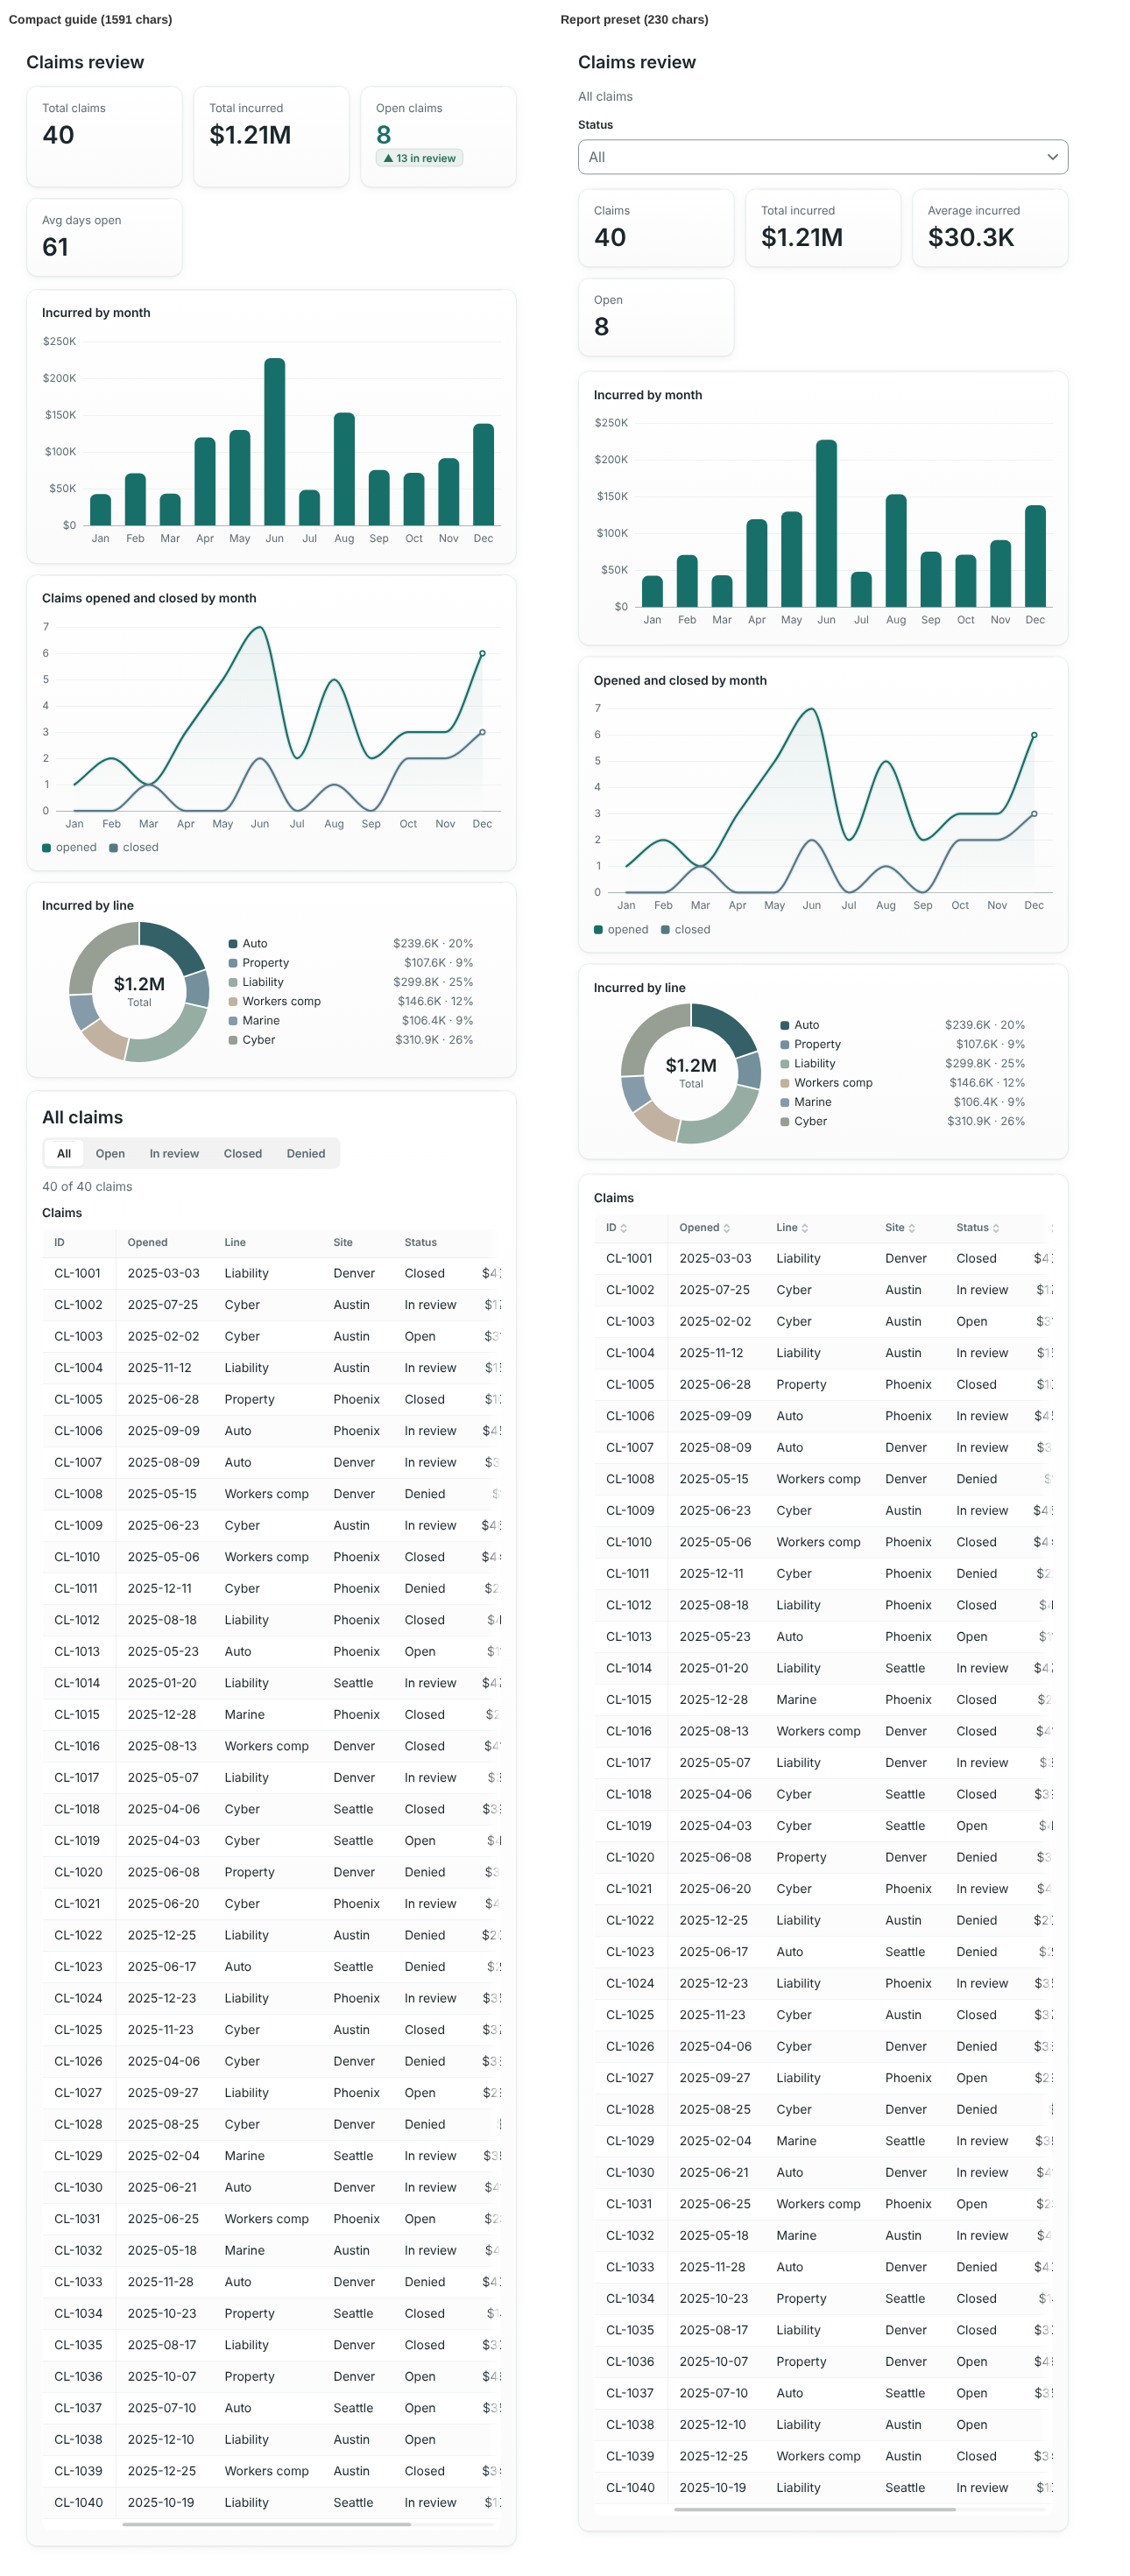 Compact guide (1591 chars)
Claims review
Total claims
40
Total incurred
$1.21M
Open claims
8
▲ 13 in review
Avg days open
61
Incurred by month
$250K
$200K
$150K
$100K
$50K
$0
Jan Feb Mar Apr May Jun Jul Aug Sep Oct Nov Dec
Claims opened and closed by month
7
6
5
4
3
2
1
0
Jan Feb Mar Apr May Jun Jul Aug Sep Oct Nov Dec
opened closed
Incurred by line
$1.2M
Total
Auto $239.6K · 20%
Property $107.6K · 9%
Liability $299.8K · 25%
Workers comp $146.6K · 12%
Marine $106.4K · 9%
Cyber $310.9K · 26%
All claims
All Open In review Closed Denied
40 of 40 claims
Claims
ID Opened Line Site Status
CL-1001 2025-03-03 Liability Denver Closed
CL-1002 2025-07-25 Cyber Austin In review
CL-1003 2025-02-02 Cyber Austin Open
CL-1004 2025-11-12 Liability Austin In review
CL-1005 2025-06-28 Property Phoenix Closed
CL-1006 2025-09-09 Auto Phoenix In review
CL-1007 2025-08-09 Auto Denver In review
CL-1008 2025-05-15 Workers comp Denver Denied
CL-1009 2025-06-23 Cyber Austin In review
CL-1010 2025-05-06 Workers comp Phoenix Closed
CL-1011 2025-12-11 Cyber Phoenix Denied
CL-1012 2025-08-18 Liability Phoenix Closed
CL-1013 2025-05-23 Auto Phoenix Open
CL-1014 2025-01-20 Liability Seattle In review
CL-1015 2025-12-28 Marine Phoenix Closed
CL-1016 2025-08-13 Workers comp Denver Closed
CL-1017 2025-05-07 Liability Denver In review
CL-1018 2025-04-06 Cyber Seattle Closed
CL-1019 2025-04-03 Cyber Seattle Open
CL-1020 2025-06-08 Property Denver Denied
CL-1021 2025-06-20 Cyber Phoenix In review
CL-1022 2025-12-25 Liability Austin Denied
CL-1023 2025-06-17 Auto Seattle Denied
CL-1024 2025-12-23 Liability Phoenix In review
CL-1025 2025-11-23 Cyber Austin Closed
CL-1026 2025-04-06 Cyber Denver Denied
CL-1027 2025-09-27 Liability Phoenix Open
CL-1028 2025-08-25 Cyber Denver Denied
CL-1029 2025-02-04 Marine Seattle In review
CL-1030 2025-06-21 Auto Denver In review
CL-1031 2025-06-25 Workers comp Phoenix Open
CL-1032 2025-05-18 Marine Austin In review
CL-1033 2025-11-28 Auto Denver Denied
CL-1034 2025-10-23 Property Seattle Closed
CL-1035 2025-08-17 Liability Denver Closed
CL-1036 2025-10-07 Property Denver Open
CL-1037 2025-07-10 Auto Seattle Open
CL-1038 2025-12-10 Liability Austin Open
CL-1039 2025-12-25 Workers comp Austin Closed
CL-1040 2025-10-19 Liability Seattle In review
Report preset (230 chars)
Claims review
All claims
Status
All
Claims
40
Total incurred
$1.21M
Average incurred
$30.3K
Open
8
Incurred by month
$250K
$200K
$150K
$100K
$50K
$0
Jan Feb Mar Apr May Jun Jul Aug Sep Oct Nov Dec
Opened and closed by month
7
6
5
4
3
2
1
0
Jan Feb Mar Apr May Jun Jul Aug Sep Oct Nov Dec
opened closed
Incurred by line
$1.2M
Total
Auto $239.6K · 20%
Property $107.6K · 9%
Liability $299.8K · 25%
Workers comp $146.6K · 12%
Marine $106.4K · 9%
Cyber $310.9K · 26%
Claims
ID Opened Line Site Status
CL-1001 2025-03-03 Liability Denver Closed
CL-1002 2025-07-25 Cyber Austin In review
CL-1003 2025-02-02 Cyber Austin Open
CL-1004 2025-11-12 Liability Austin In review
CL-1005 2025-06-28 Property Phoenix Closed
CL-1006 2025-09-09 Auto Phoenix In review
CL-1007 2025-08-09 Auto Denver In review
CL-1008 2025-05-15 Workers comp Denver Denied
CL-1009 2025-06-23 Cyber Austin In review
CL-1010 2025-05-06 Workers comp Phoenix Closed
CL-1011 2025-12-11 Cyber Phoenix Denied
CL-1012 2025-08-18 Liability Phoenix Closed
CL-1013 2025-05-23 Auto Phoenix Open
CL-1014 2025-01-20 Liability Seattle In review
CL-1015 2025-12-28 Marine Phoenix Closed
CL-1016 2025-08-13 Workers comp Denver Closed
CL-1017 2025-05-07 Liability Denver In review
CL-1018 2025-04-06 Cyber Seattle Closed
CL-1019 2025-04-03 Cyber Seattle Open
CL-1020 2025-06-08 Property Denver Denied
CL-1021 2025-06-20 Cyber Phoenix In review
CL-1022 2025-12-25 Liability Austin Denied
CL-1023 2025-06-17 Auto Seattle Denied
CL-1024 2025-12-23 Liability Phoenix In review
CL-1025 2025-11-23 Cyber Austin Closed
CL-1026 2025-04-06 Cyber Denver Denied
CL-1027 2025-09-27 Liability Phoenix Open
CL-1028 2025-08-25 Cyber Denver Denied
CL-1029 2025-02-04 Marine Seattle In review
CL-1030 2025-06-21 Auto Denver In review
CL-1031 2025-06-25 Workers comp Phoenix Open
CL-1032 2025-05-18 Marine Austin In review
CL-1033 2025-11-28 Auto Denver Denied
CL-1034 2025-10-23 Property Seattle Closed
CL-1035 2025-08-17 Liability Denver Closed
CL-1036 2025-10-07 Property Denver Open
CL-1037 2025-07-10 Auto Seattle Open
CL-1038 2025-12-10 Liability Austin Open
CL-1039 2025-12-25 Workers comp Austin Closed
CL-1040 2025-10-19 Liability Seattle In review